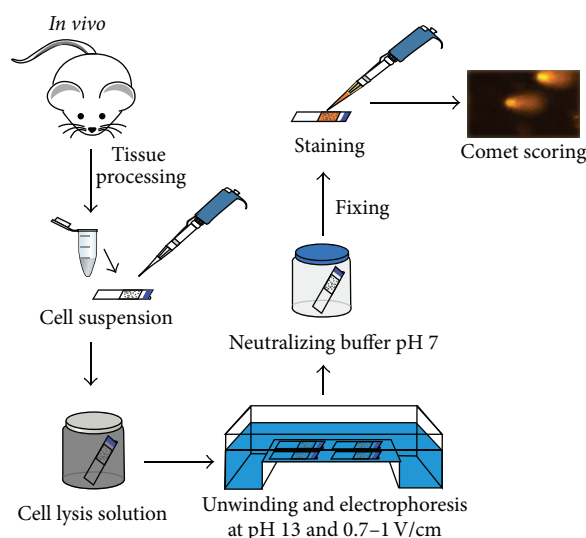 In vivo
Tissue
processing
Cell suspension
Cell lysis solution
Unwinding and electrophoresis
at pH 13 and 0.7–1 V/cm
Neutralizing buffer pH 7
Fixing
Staining
Comet scoring